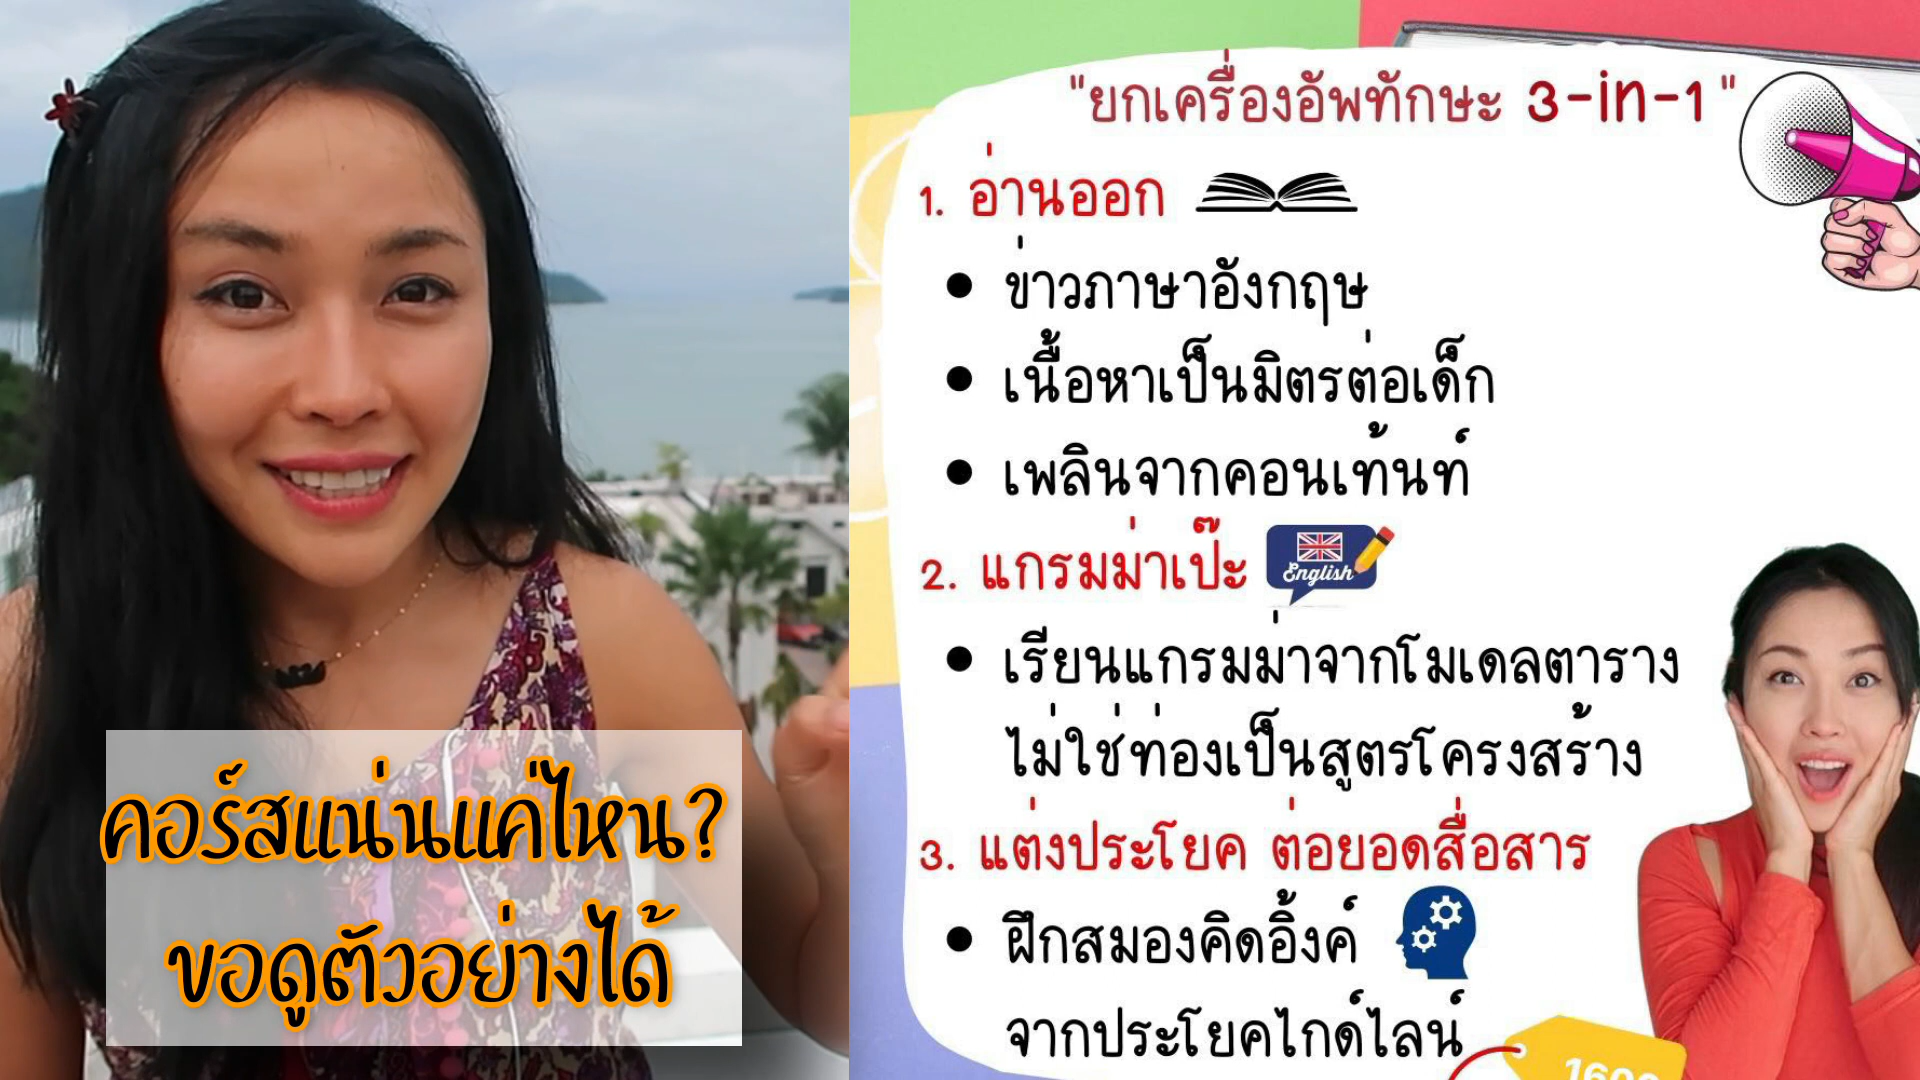 คอร์สแน่นแค่ไหน?
ขอดูตัวอย่างได้
"ยกเครื่องอัพทักษะ 3-in-1"
1. อ่านออก
• ข่าวภาษาอังกฤษ
• เนื้อหาเป็นมิตรต่อเด็ก
• เพลินจากคอนเท้นท์
2. แกรมม่าเป๊ะ
English
• เรียนแกรมม่าจากโมเดลตาราง
ไม่ใช่ท่องเป็นสูตรโครงสร้าง
3. แต่งประโยค ต่อยอดสื่อสาร
• ฝึกสมองคิดอิ้งค์
จากประโยคไกด์ไลน์